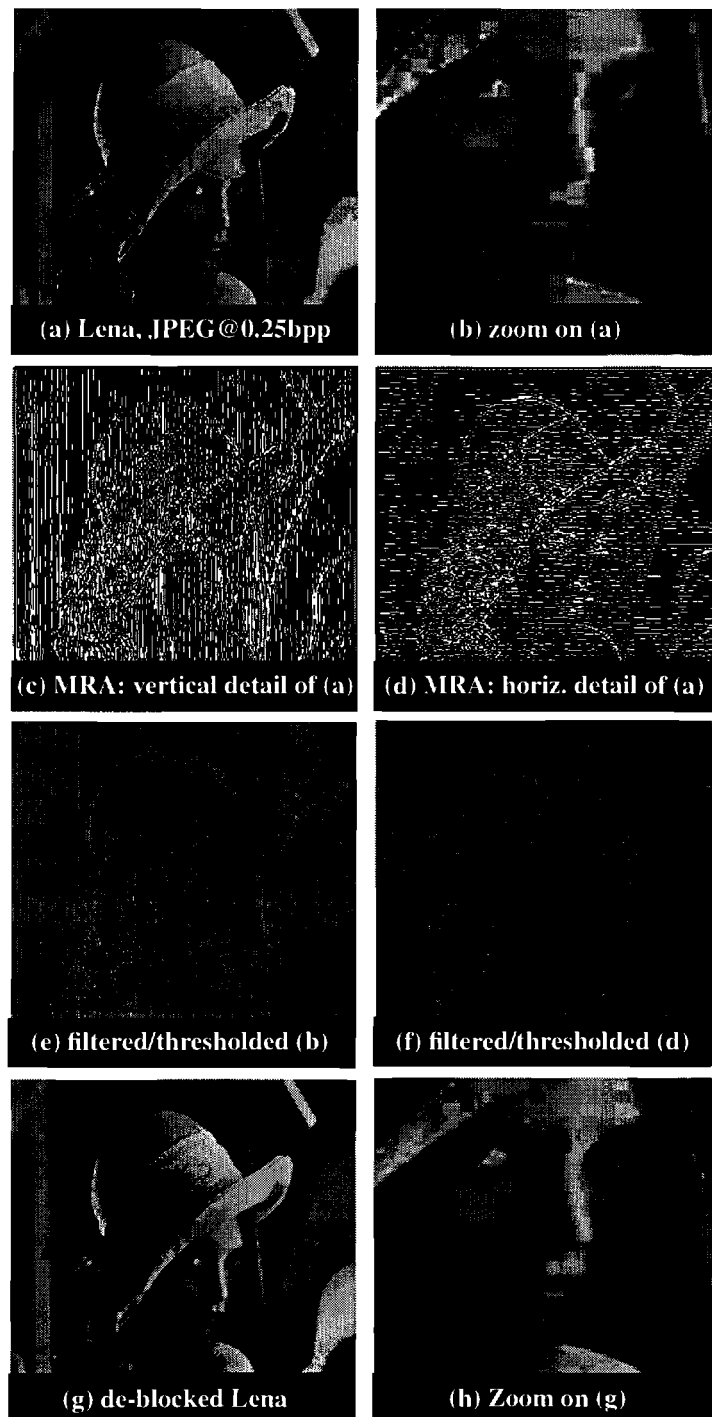 (a) Lena, JPEG@0.25bpp
(b) zoom on (a)
(c) MRA: vertical detail of (a)
(d) MRA: horiz. detail of (a)
(e) filtered/thresholded (b)
(f) filtered/thresholded (d)
(g) de-blocked Lena
(h) Zoom on (g)